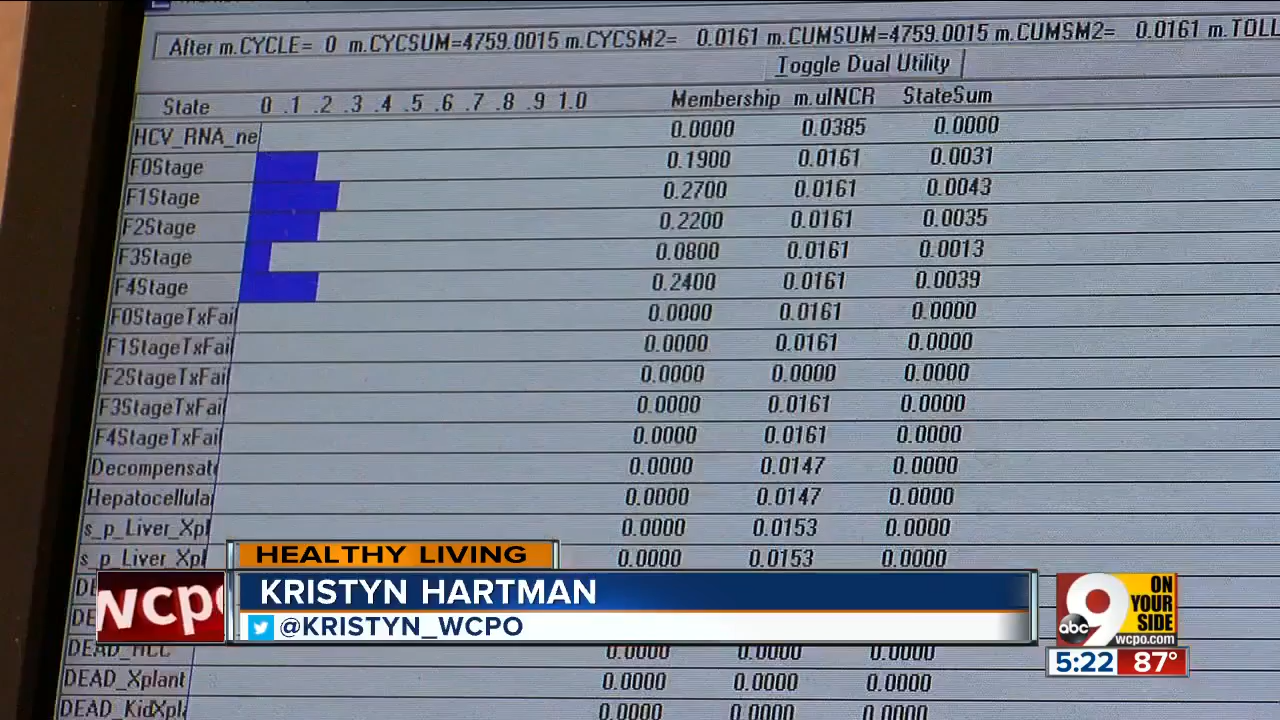 After m.CYCLE= 0 m.CYCSUM=4759.0015 m.CYCSM2= 0.0161 m.CUMSUM=4759.0015 m.CUMSM2= 0.0161 m.TOLL
Toggle Dual Utility
State 0 .1 .2 .3 .4 .5 .6 .7 .8 .9 1.0 Membership m.uINCR StateSum
HCV_RNA_ne 0.0000 0.0385 0.0000
F0Stage 0.1900 0.0161 0.0031
F1Stage 0.2700 0.0161 0.0043
F2Stage 0.2200 0.0161 0.0035
F3Stage 0.0800 0.0161 0.0013
F4Stage 0.2400 0.0161 0.0039
F0StageTxFail 0.0000 0.0161 0.0000
F1StageTxFail 0.0000 0.0161 0.0000
F2StageTxFail 0.0000 0.0000 0.0000
F3StageTxFail 0.0000 0.0161 0.0000
F4StageTxFail 0.0000 0.0161 0.0000
Decompensate 0.0000 0.0147 0.0000
Hepatocellular 0.0000 0.0147 0.0000
s_p_Liver_Xpl 0.0000 0.0153 0.0000
s_p_Liver_Xpl 0.0000 0.0153 0.0000
HEALTHY LIVING
KRISTYN HARTMAN
@KRISTYN_WCPO
wcpo
abc 9 ON YOUR SIDE
wcpo.com
5:22 87°
DEAD_HCC 0.0000 0.0000 0.0000
DEAD_Xplant 0.0000 0.0000 0.0000
DEAD_KidXpla 0.0000 0.0000 0.0000